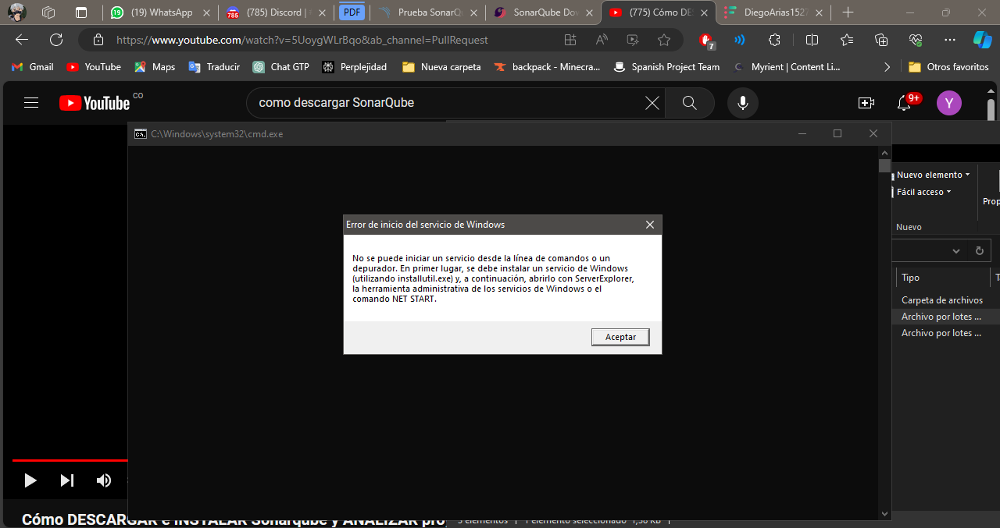 (19) WhatsApp
(785) Discord | #
PDF
Prueba SonarQ
SonarQube Do
(775) Cómo DE
DiegoArias1527
https://www.youtube.com/watch?v=5UoygWLrBqo&ab_channel=PullRequest
7
Gmail
YouTube
Maps
Traducir
Chat GTP
Perplejidad
Nueva carpeta
backpack - Minecra...
Spanish Project Team
Myrient | Content Li...
Otros favoritos
YouTube CO
como descargar SonarQube
9+
Y
C:\Windows\system32\cmd.exe
Nuevo elemento
Fácil acceso
Prop
Nuevo
Error de inicio del servicio de Windows
No se puede iniciar un servicio desde la línea de comandos o un
depurador. En primer lugar, se debe instalar un servicio de Windows
(utilizando installutil.exe) y, a continuación, abrirlo con ServerExplorer,
la herramienta administrativa de los servicios de Windows o el
comando NET START.
Aceptar
Tipo
T
Carpeta de archivos
Archivo por lotes ...
Archivo por lotes ...
Cómo DESCARGAR e INSTALAR Sonarqube y ANALIZAR pro
3 elementos
1 elemento seleccionado 1,38 KB